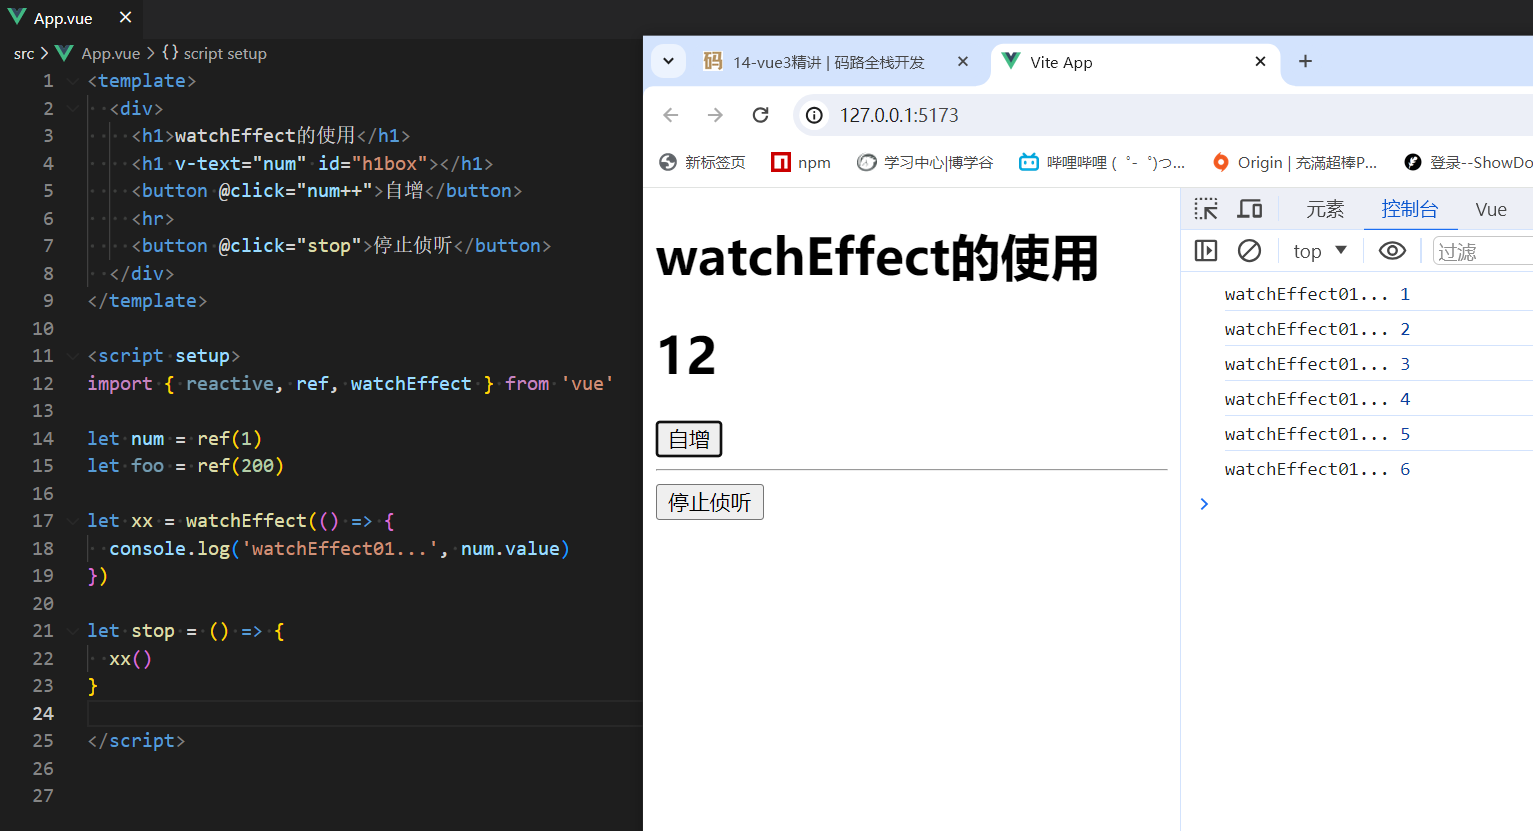 App.vue
src > App.vue > {} script setup
1 <template>
2 <div>
3 <h1>watchEffect的使用</h1>
4 <h1 v-text="num" id="h1box"></h1>
5 <button @click="num++">自增</button>
6 <hr>
7 <button @click="stop">停止侦听</button>
8 </div>
9 </template>
10
11 <script setup>
12 import { reactive, ref, watchEffect } from 'vue'
13
14 let num = ref(1)
15 let foo = ref(200)
16
17 let xx = watchEffect(() => {
18 console.log('watchEffect01...', num.value)
19 })
20
21 let stop = () => {
22 xx()
23 }
24
25 </script>
26
27
14-vue3精讲 | 码路全栈开发
Vite App
127.0.0.1:5173
新标签页 npm 学习中心|博学谷 哔哩哔哩 ( ゜- ゜)つ... Origin | 充满超棒P... 登录--ShowDo
watchEffect的使用
12
自增
停止侦听
元素 控制台 Vue
top 过滤
watchEffect01... 1
watchEffect01... 2
watchEffect01... 3
watchEffect01... 4
watchEffect01... 5
watchEffect01... 6